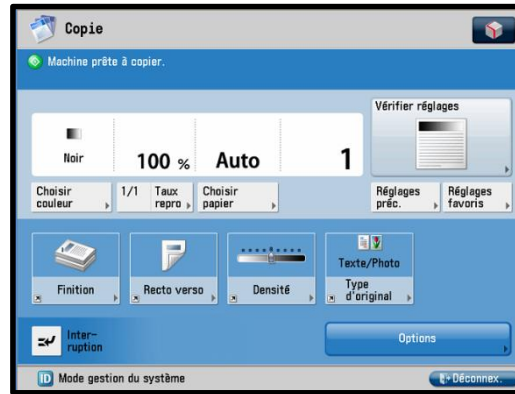 Copie
Machine prête à copier.
Vérifier réglages
Noir
100 %
Auto
1
Choisir
couleur
1/1
Taux
repro
Choisir
papier
Réglages
préc.
Réglages
favoris
Finition
Recto verso
Densité
Texte/Photo
Type
d'original
Inter-
ruption
Options
ID Mode gestion du système
Déconnex.